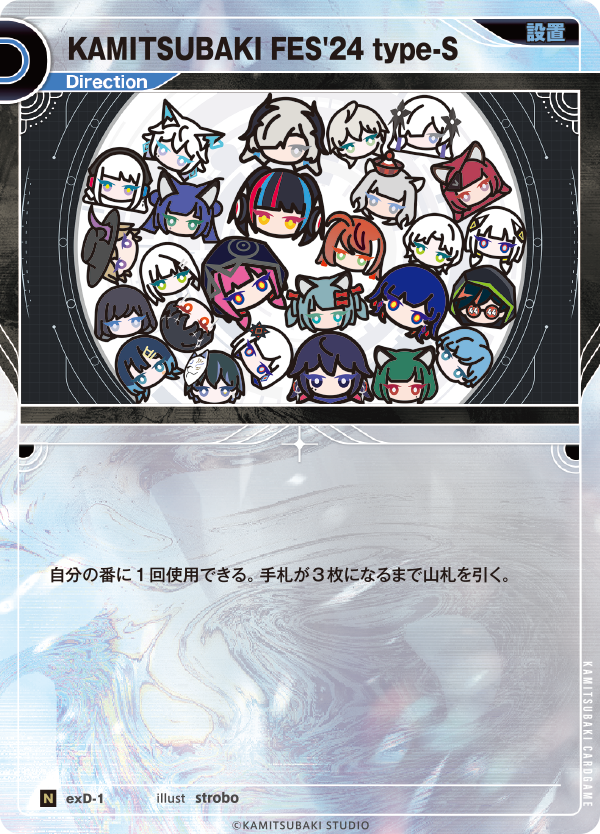 KAMITSUBAKI FES'24 type-S
設置
Direction
自分の番に1回使用できる。手札が3枚になるまで山札を引く。
KAMITSUBAKI CARDGAME
N exD-1 illust strobo
©KAMITSUBAKI STUDIO